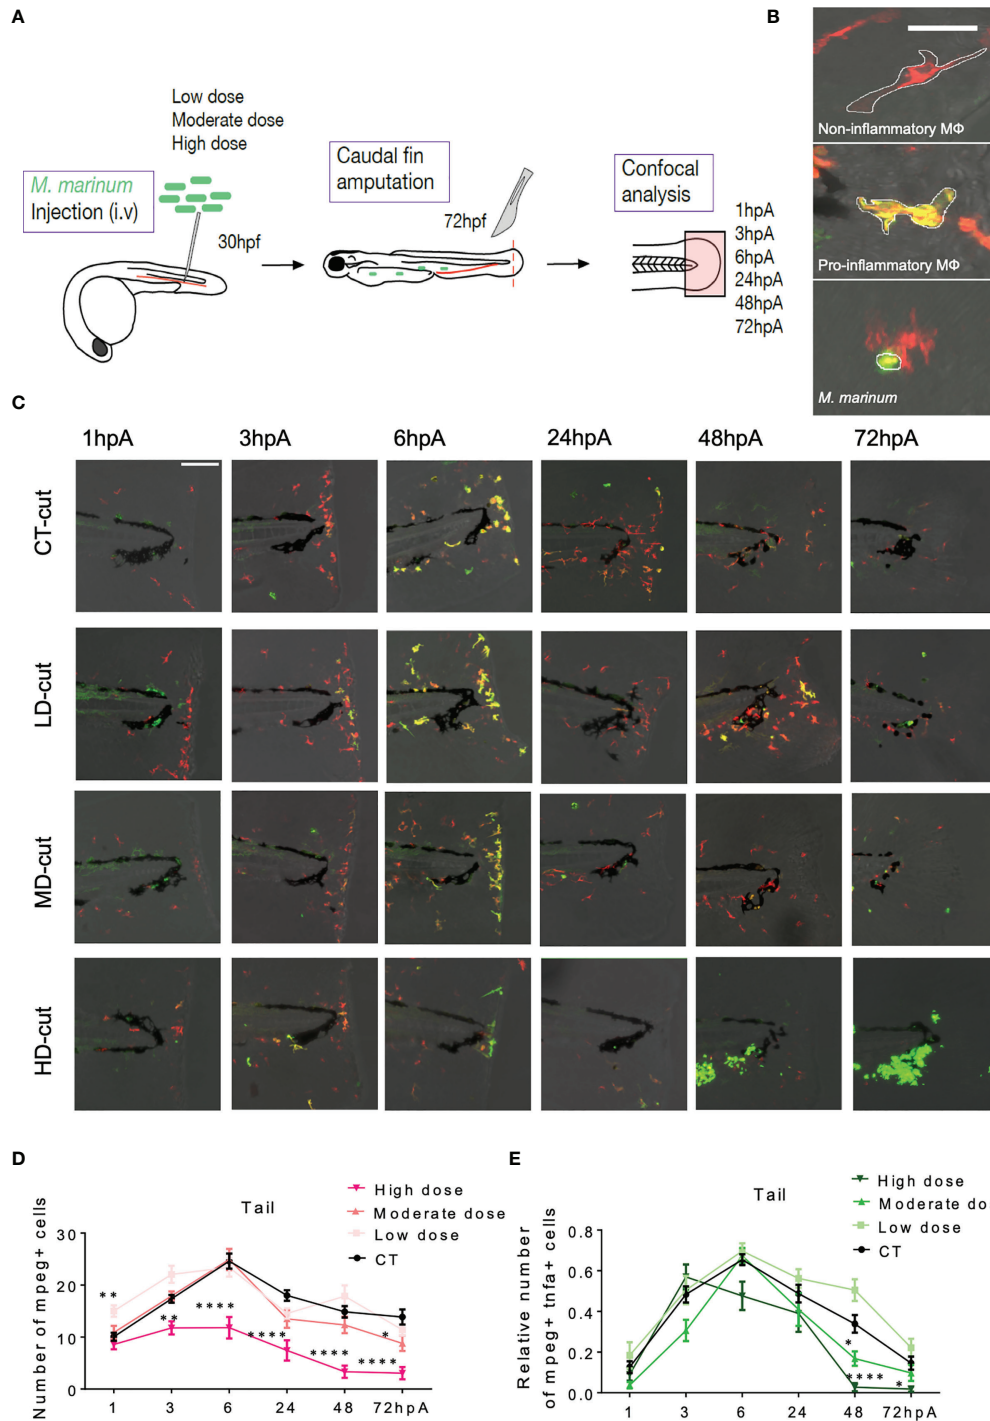 A
Low dose
Moderate dose
High dose
M. marinum
Injection (i.v)
30hpf
Caudal fin
amputation
72hpf
Confocal
analysis
1hpA
3hpA
6hpA
24hpA
48hpA
72hpA
B
Non-inflammatory MΦ
Pro-inflammatory MΦ
M. marinum
C
1hpA 3hpA 6hpA 24hpA 48hpA 72hpA
CT-cut
LD-cut
MD-cut
HD-cut
D
Tail
High dose
Moderate dose
Low dose
CT
Number of mpeg+ cells
30
20
10
0
**
**
****
****
****
*
****
1 3 6 24 48 72hpA
E
Tail
High dose
Moderate do
Low dose
CT
Relative number
of mpeg+ tnfa+ cells
0.8
0.6
0.4
0.2
0.0
*
****
*
1 3 6 24 48 72hpA